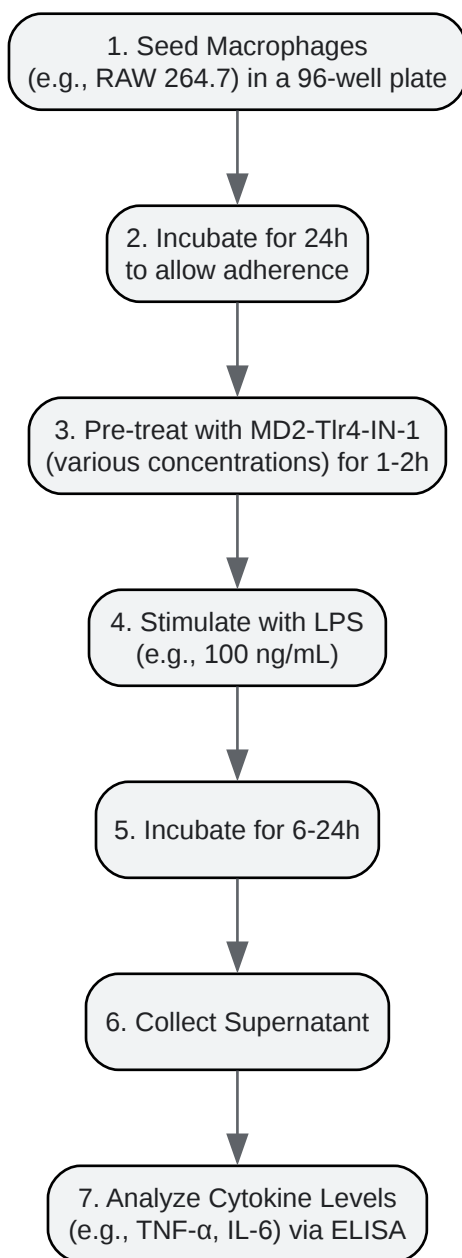 1. Seed Macrophages
(e.g., RAW 264.7) in a 96-well plate
2. Incubate for 24h
to allow adherence
3. Pre-treat with MD2-Tlr4-IN-1
(various concentrations) for 1-2h
4. Stimulate with LPS
(e.g., 100 ng/mL)
5. Incubate for 6-24h
6. Collect Supernatant
7. Analyze Cytokine Levels
(e.g., TNF-α, IL-6) via ELISA